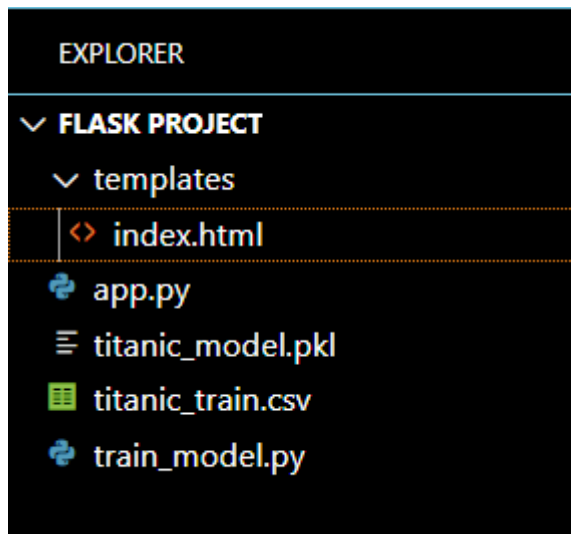 EXPLORER
FLASK PROJECT
templates
index.html
app.py
titanic_model.pkl
titanic_train.csv
train_model.py